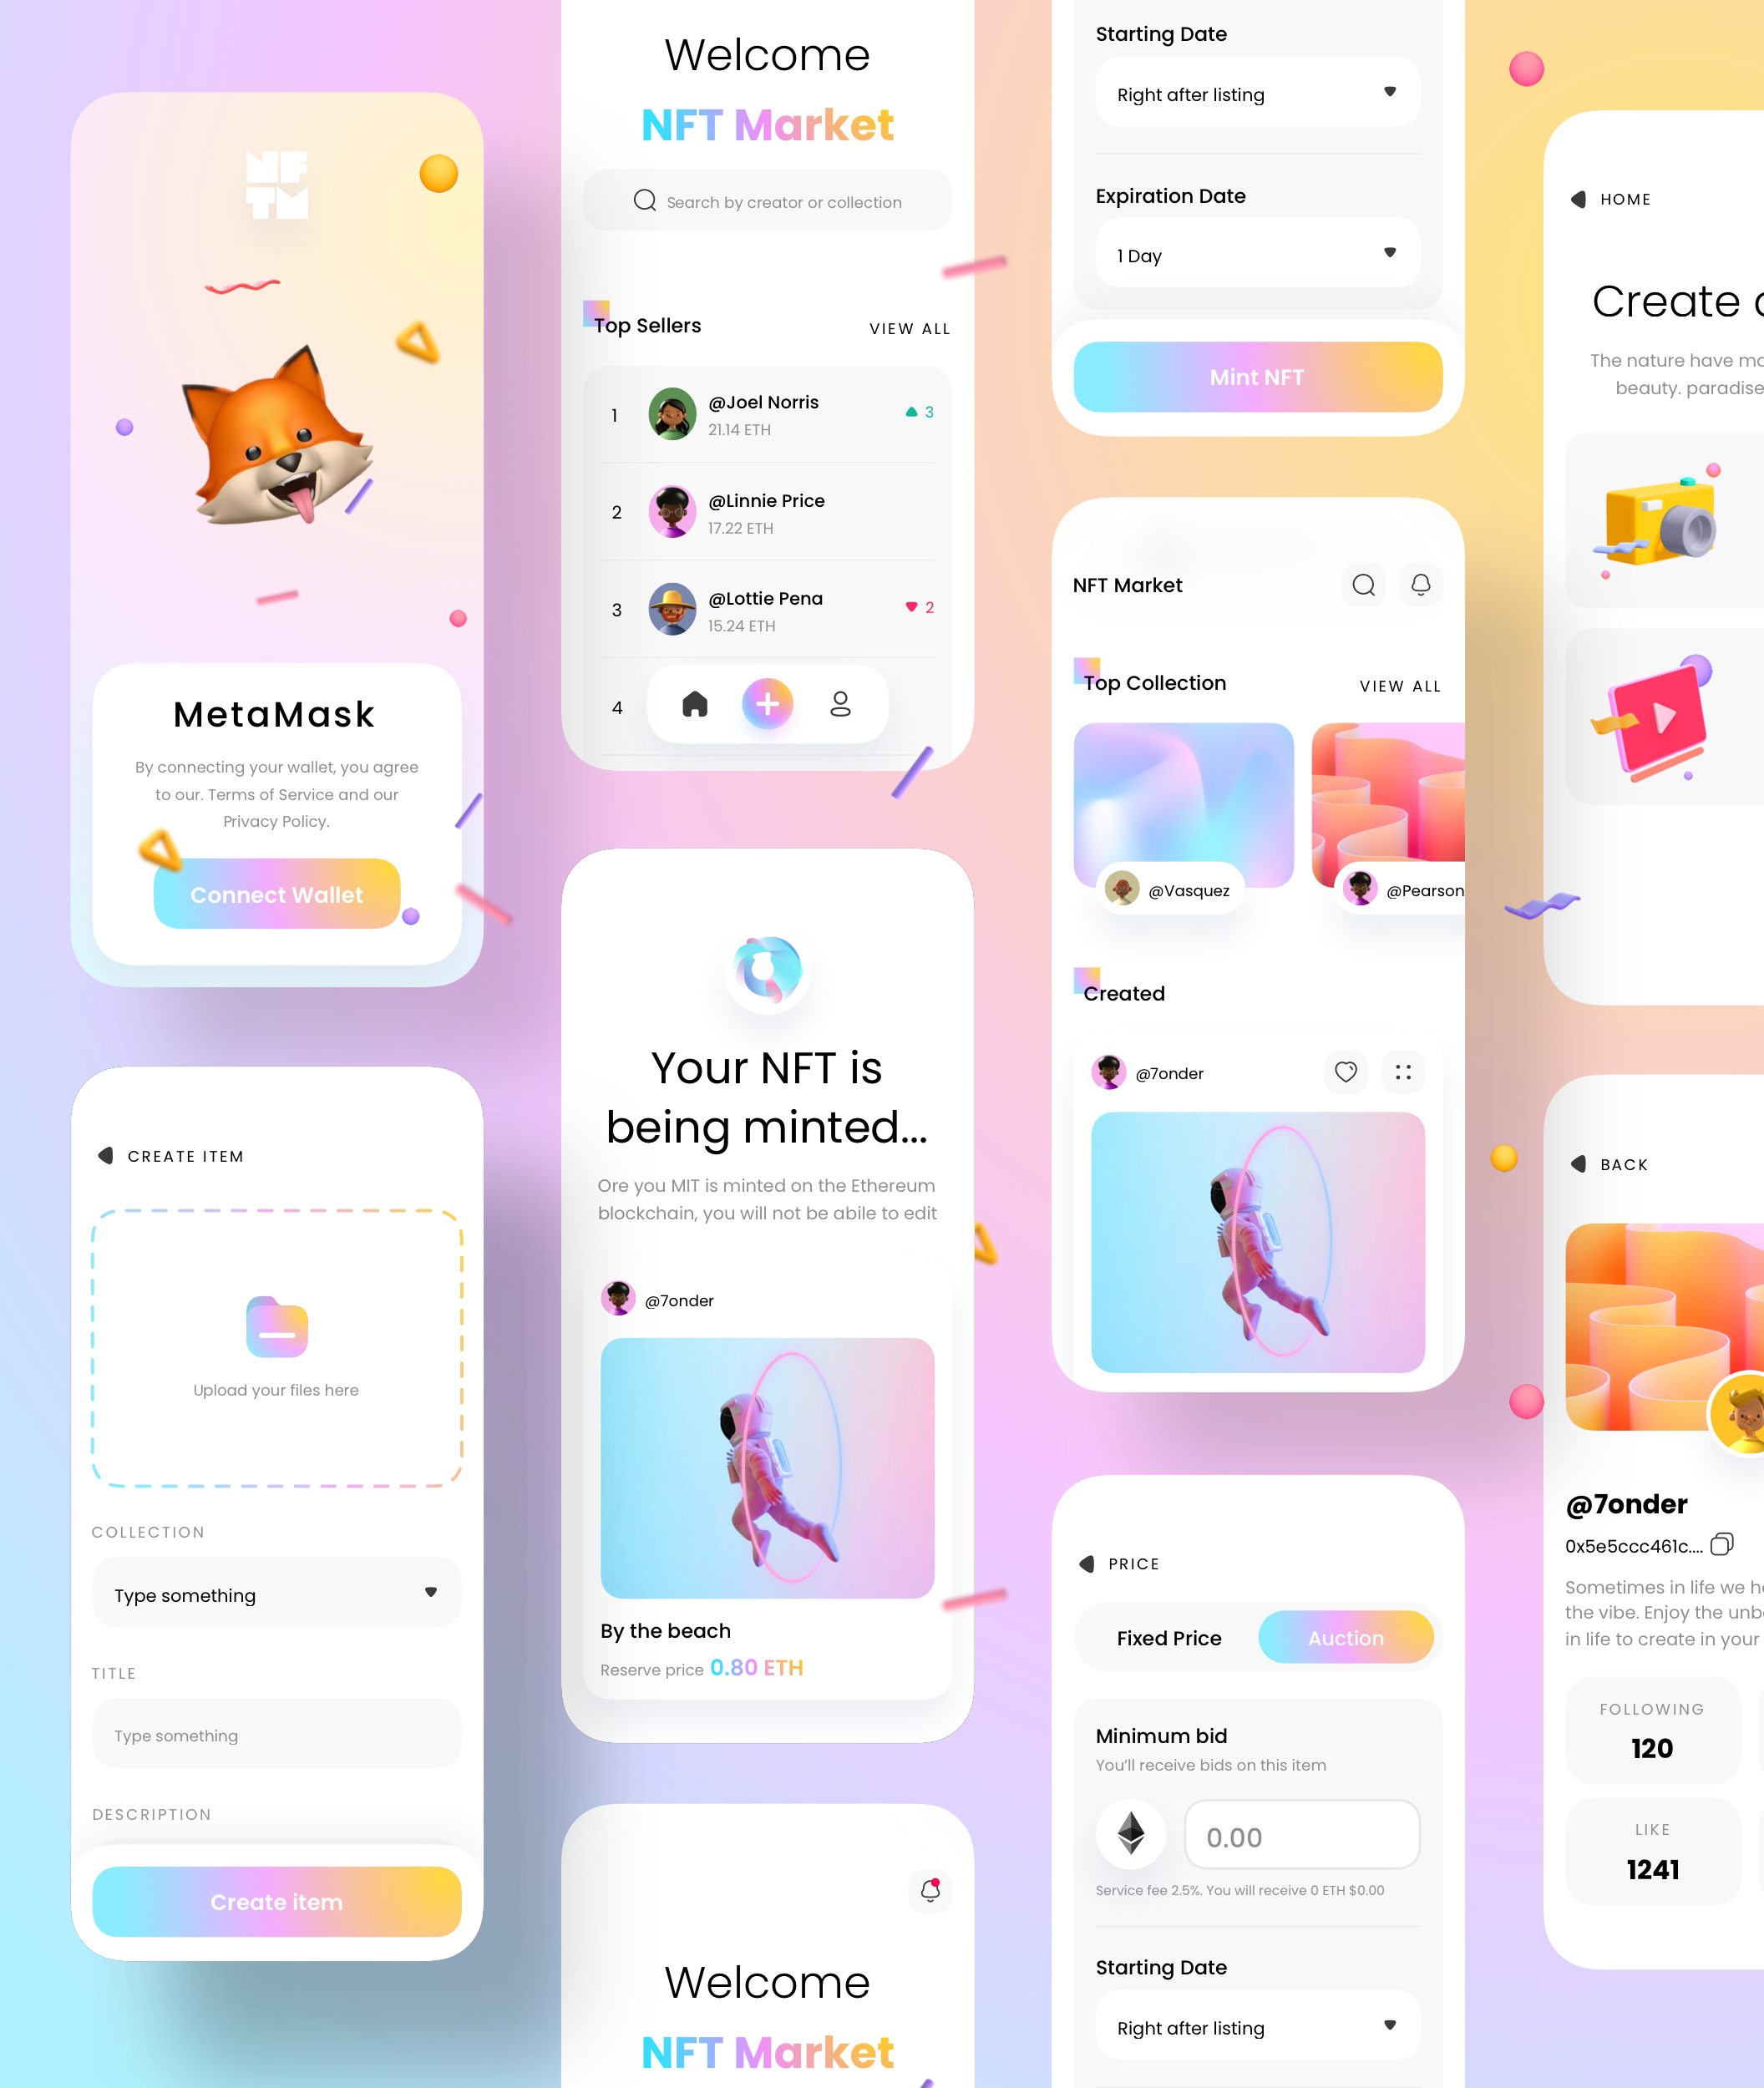 NF
TM
MetaMask
By connecting your wallet, you agree
to our. Terms of Service and our
Privacy Policy.
Connect Wallet
CREATE ITEM
Upload your files here
COLLECTION
Type something
TITLE
Type something
DESCRIPTION
Create item
Welcome
NFT Market
Search by creator or collection
Top Sellers
VIEW ALL
1
@Joel Norris
21.14 ETH
3
2
@Linnie Price
17.22 ETH
3
@Lottie Pena
15.24 ETH
2
4
Your NFT is
being minted...
Ore you MIT is minted on the Ethereum
blockchain, you will not be abile to edit
@7onder
By the beach
Reserve price 0.80 ETH
Welcome
NFT Market
Starting Date
Right after listing
Expiration Date
1 Day
Mint NFT
NFT Market
Top Collection
VIEW ALL
@Vasquez
@Pearson
Created
@7onder
PRICE
Fixed Price
Auction
Minimum bid
You'll receive bids on this item
0.00
Service fee 2.5%. You will receive 0 ETH $0.00
Starting Date
Right after listing
HOME
Create
The nature have
beauty. paradise
BACK
@7onder
0x5e5ccc461c....
Sometimes in life we
the vibe. Enjoy the
in life to create in your
FOLLOWING
120
LIKE
1241